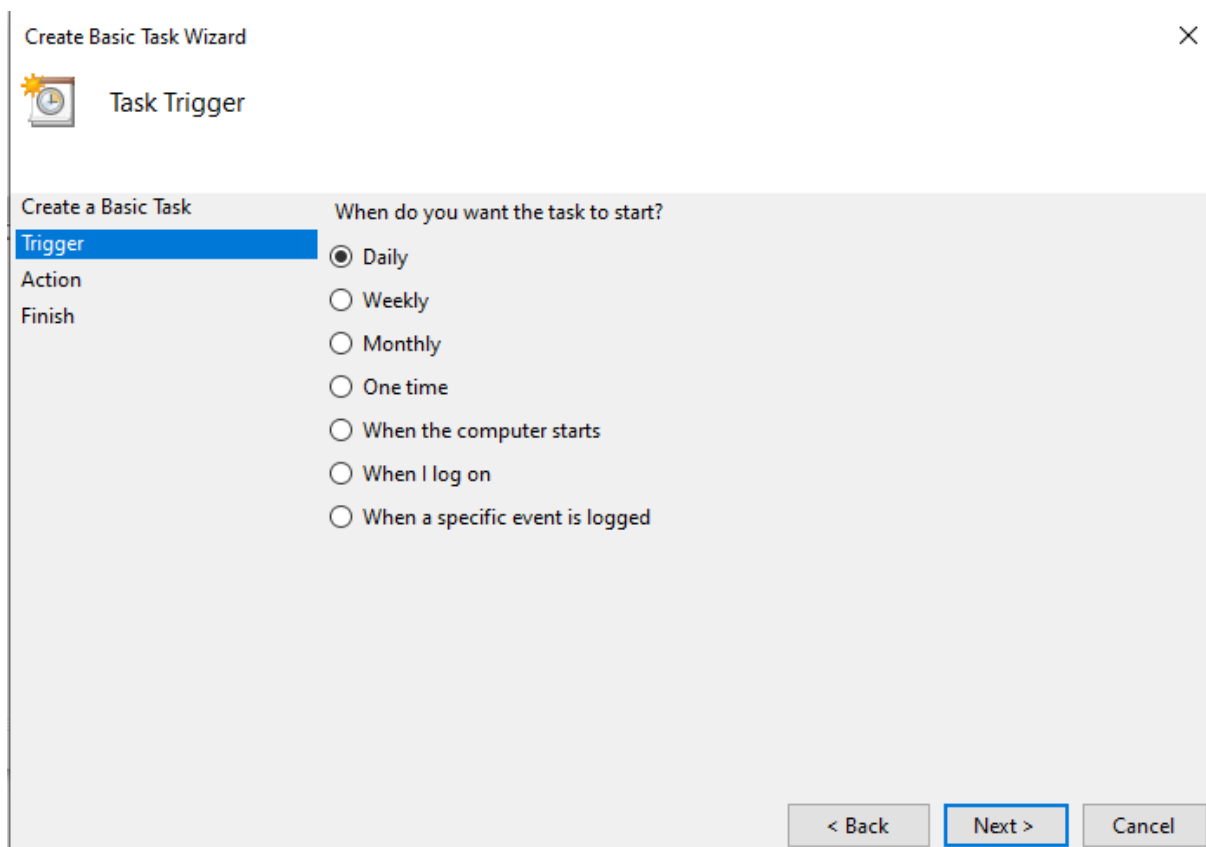 Create Basic Task Wizard
Task Trigger
Create a Basic Task
Trigger
Action
Finish
When do you want the task to start?
Daily
Weekly
Monthly
One time
When the computer starts
When I log on
When a specific event is logged
< Back
Next >
Cancel